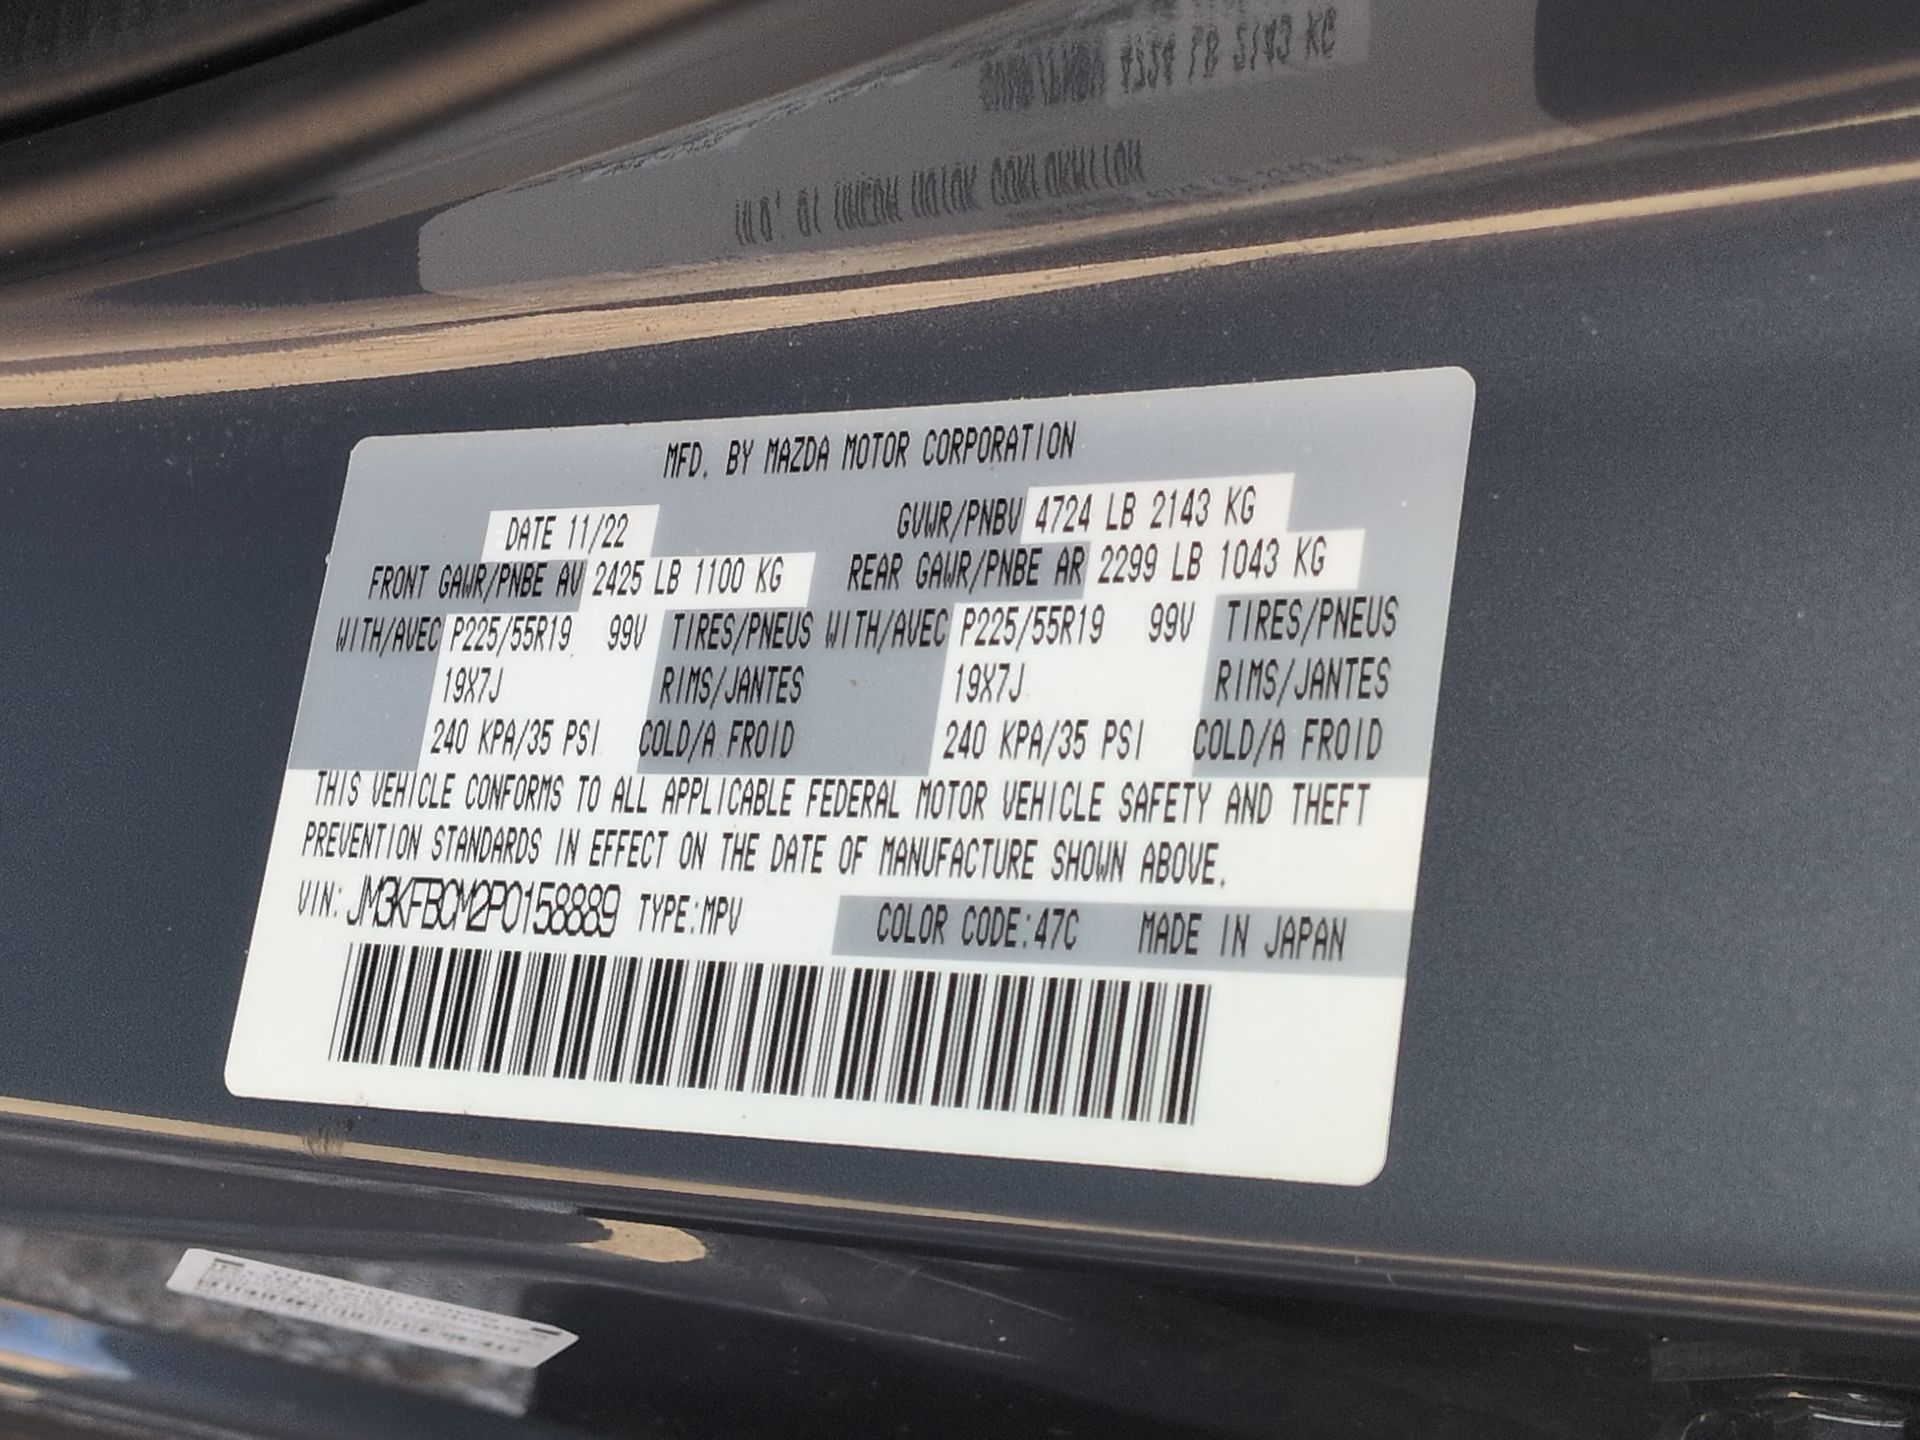 MFD. BY MAZDA MOTOR CORPORATION
DATE 11/22 GVWR/PNBV 4724 LB 2143 KG
FRONT GAWR/PNBE AV 2425 LB 1100 KG REAR GAWR/PNBE AR 2299 LB 1043 KG
WITH/AVEC P225/55R19 99V TIRES/PNEUS WITH/AVEC P225/55R19 99V TIRES/PNEUS
19X7J RIMS/JANTES 19X7J RIMS/JANTES
240 KPA/35 PSI COLD/A FROID 240 KPA/35 PSI COLD/A FROID
THIS VEHICLE CONFORMS TO ALL APPLICABLE FEDERAL MOTOR VEHICLE SAFETY AND THEFT
PREVENTION STANDARDS IN EFFECT ON THE DATE OF MANUFACTURE SHOWN ABOVE.
VIN: JM3KFBCM2P0158889 TYPE:MPV COLOR CODE:47C MADE IN JAPAN